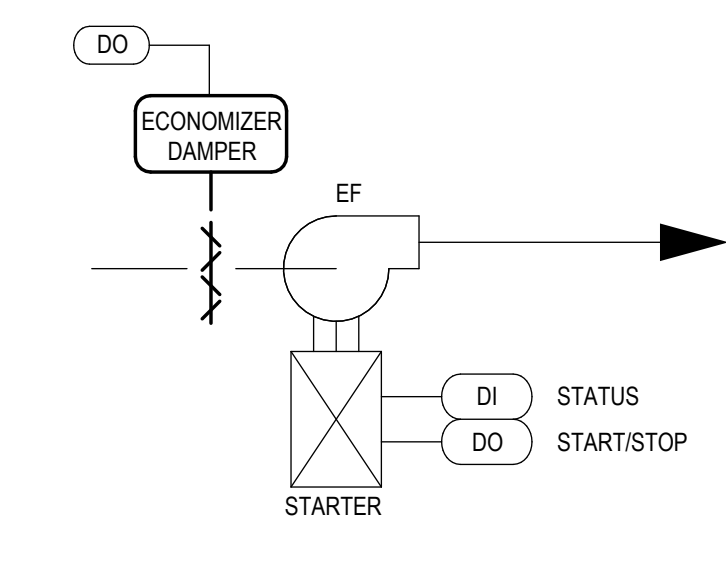 DO
ECONOMIZER
DAMPER
EF
DI STATUS
DO START/STOP
STARTER